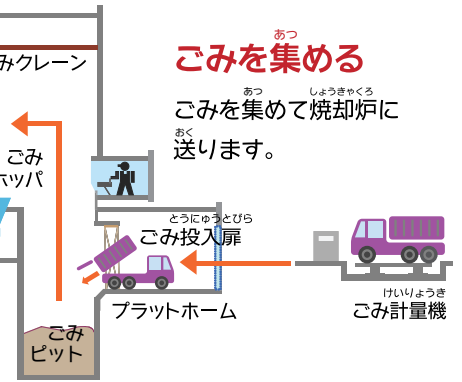 みクレーン
あつ
ごみを集める
あつ しょうきゃくろ
ごみを集めて焼却炉に
おく
送ります。
ごみ
ホッパ
とうにゅうとびら
ごみ投入扉
プラットホーム
けいりょうき
ごみ計量機
ごみ
ピット